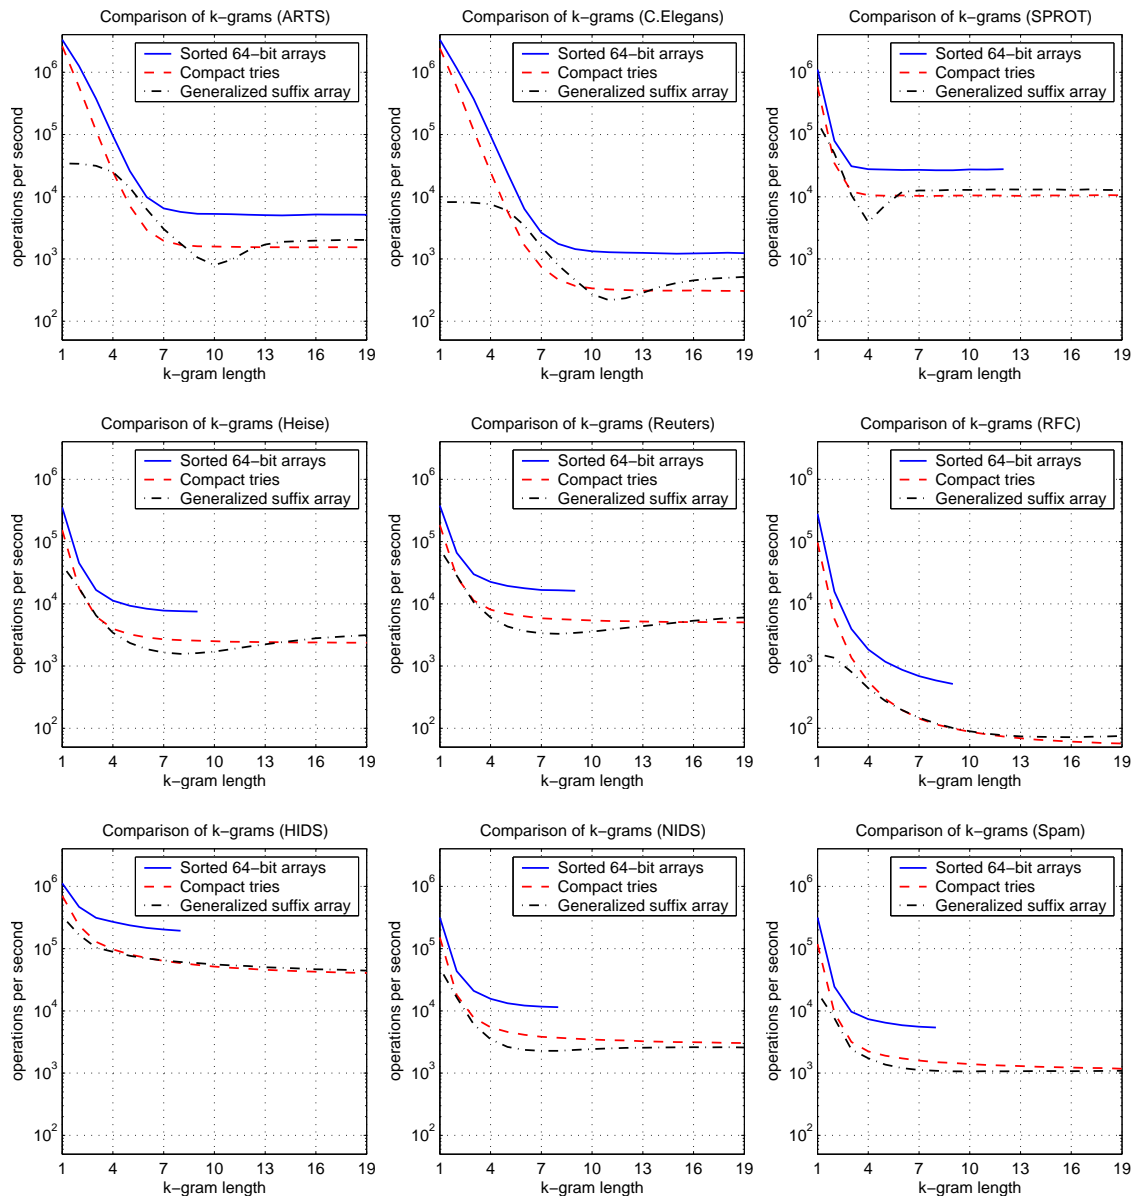 Comparison of k−grams (ARTS)
operations per second
10^6
10^5
10^4
10^3
10^2
Sorted 64−bit arrays
Compact tries
Generalized suffix array
1 4 7 10 13 16 19
k−gram length
Comparison of k−grams (C.Elegans)
operations per second
10^6
10^5
10^4
10^3
10^2
Sorted 64−bit arrays
Compact tries
Generalized suffix array
1 4 7 10 13 16 19
k−gram length
Comparison of k−grams (SPROT)
operations per second
10^6
10^5
10^4
10^3
10^2
Sorted 64−bit arrays
Compact tries
Generalized suffix array
1 4 7 10 13 16 19
k−gram length
Comparison of k−grams (Heise)
operations per second
10^6
10^5
10^4
10^3
10^2
Sorted 64−bit arrays
Compact tries
Generalized suffix array
1 4 7 10 13 16 19
k−gram length
Comparison of k−grams (Reuters)
operations per second
10^6
10^5
10^4
10^3
10^2
Sorted 64−bit arrays
Compact tries
Generalized suffix array
1 4 7 10 13 16 19
k−gram length
Comparison of k−grams (RFC)
operations per second
10^6
10^5
10^4
10^3
10^2
Sorted 64−bit arrays
Compact tries
Generalized suffix array
1 4 7 10 13 16 19
k−gram length
Comparison of k−grams (HIDS)
operations per second
10^6
10^5
10^4
10^3
10^2
Sorted 64−bit arrays
Compact tries
Generalized suffix array
1 4 7 10 13 16 19
k−gram length
Comparison of k−grams (NIDS)
operations per second
10^6
10^5
10^4
10^3
10^2
Sorted 64−bit arrays
Compact tries
Generalized suffix array
1 4 7 10 13 16 19
k−gram length
Comparison of k−grams (Spam)
operations per second
10^6
10^5
10^4
10^3
10^2
Sorted 64−bit arrays
Compact tries
Generalized suffix array
1 4 7 10 13 16 19
k−gram length